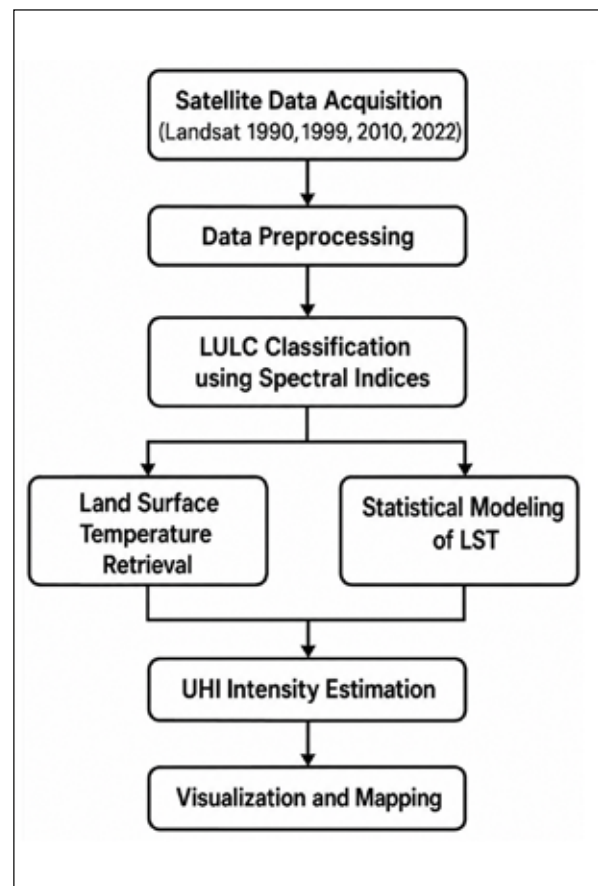 Satellite Data Acquisition
(Landsat 1990, 1999, 2010, 2022)
Data Preprocessing
LULC Classification
using Spectral Indices
Land Surface
Temperature
Retrieval
Statistical Modeling
of LST
UHI Intensity Estimation
Visualization and Mapping